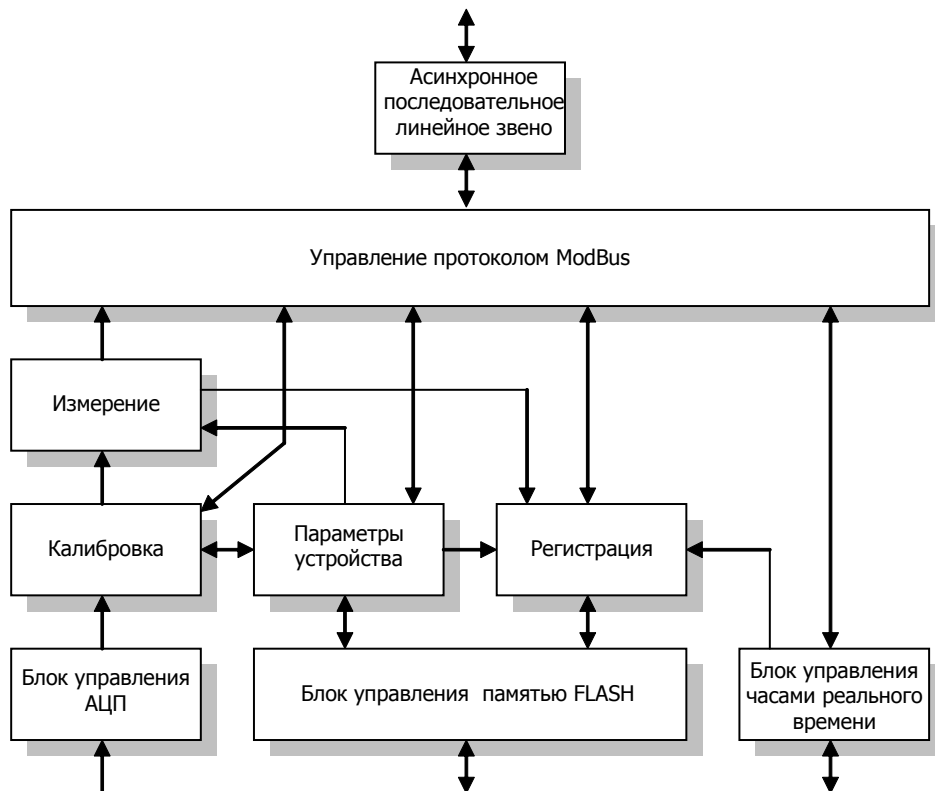 Асинхронное
последовательное
линейное звено
Управление протоколом ModBus
Измерение
Калибровка
Параметры
устройства
Регистрация
Блок управления
АЦП
Блок управления памятью FLASH
Блок управления
часами реального
времени